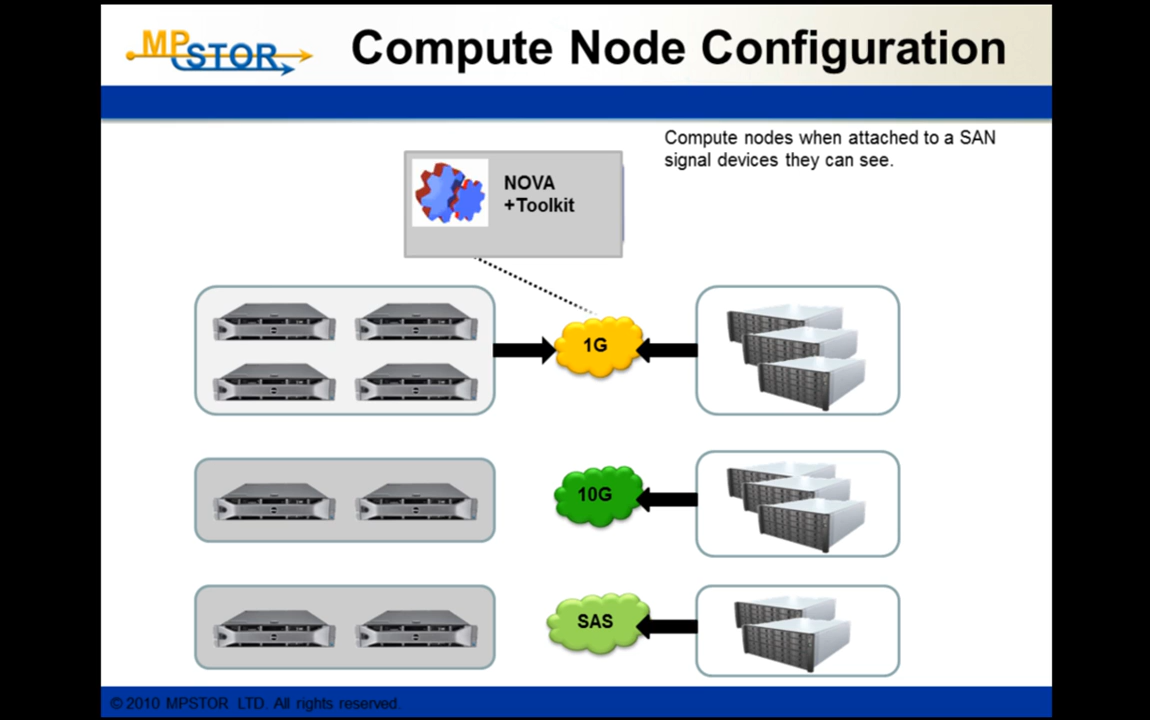 MPSTOR
Compute Node Configuration
Compute nodes when attached to a SAN
signal devices they can see.
NOVA
+Toolkit
1G
10G
SAS
© 2010 MPSTOR LTD. All rights reserved.